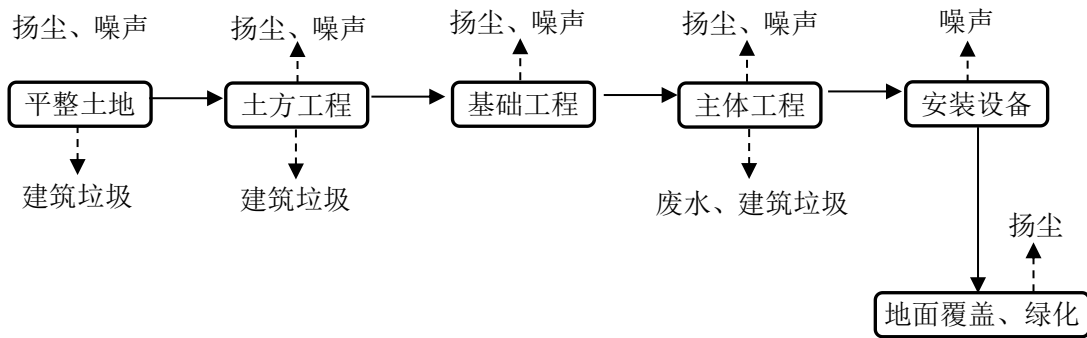 扬尘、噪声
扬尘、噪声
扬尘、噪声
扬尘、噪声
噪声
平整土地
土方工程
基础工程
主体工程
安装设备
建筑垃圾
建筑垃圾
废水、建筑垃圾
扬尘
地面覆盖、绿化